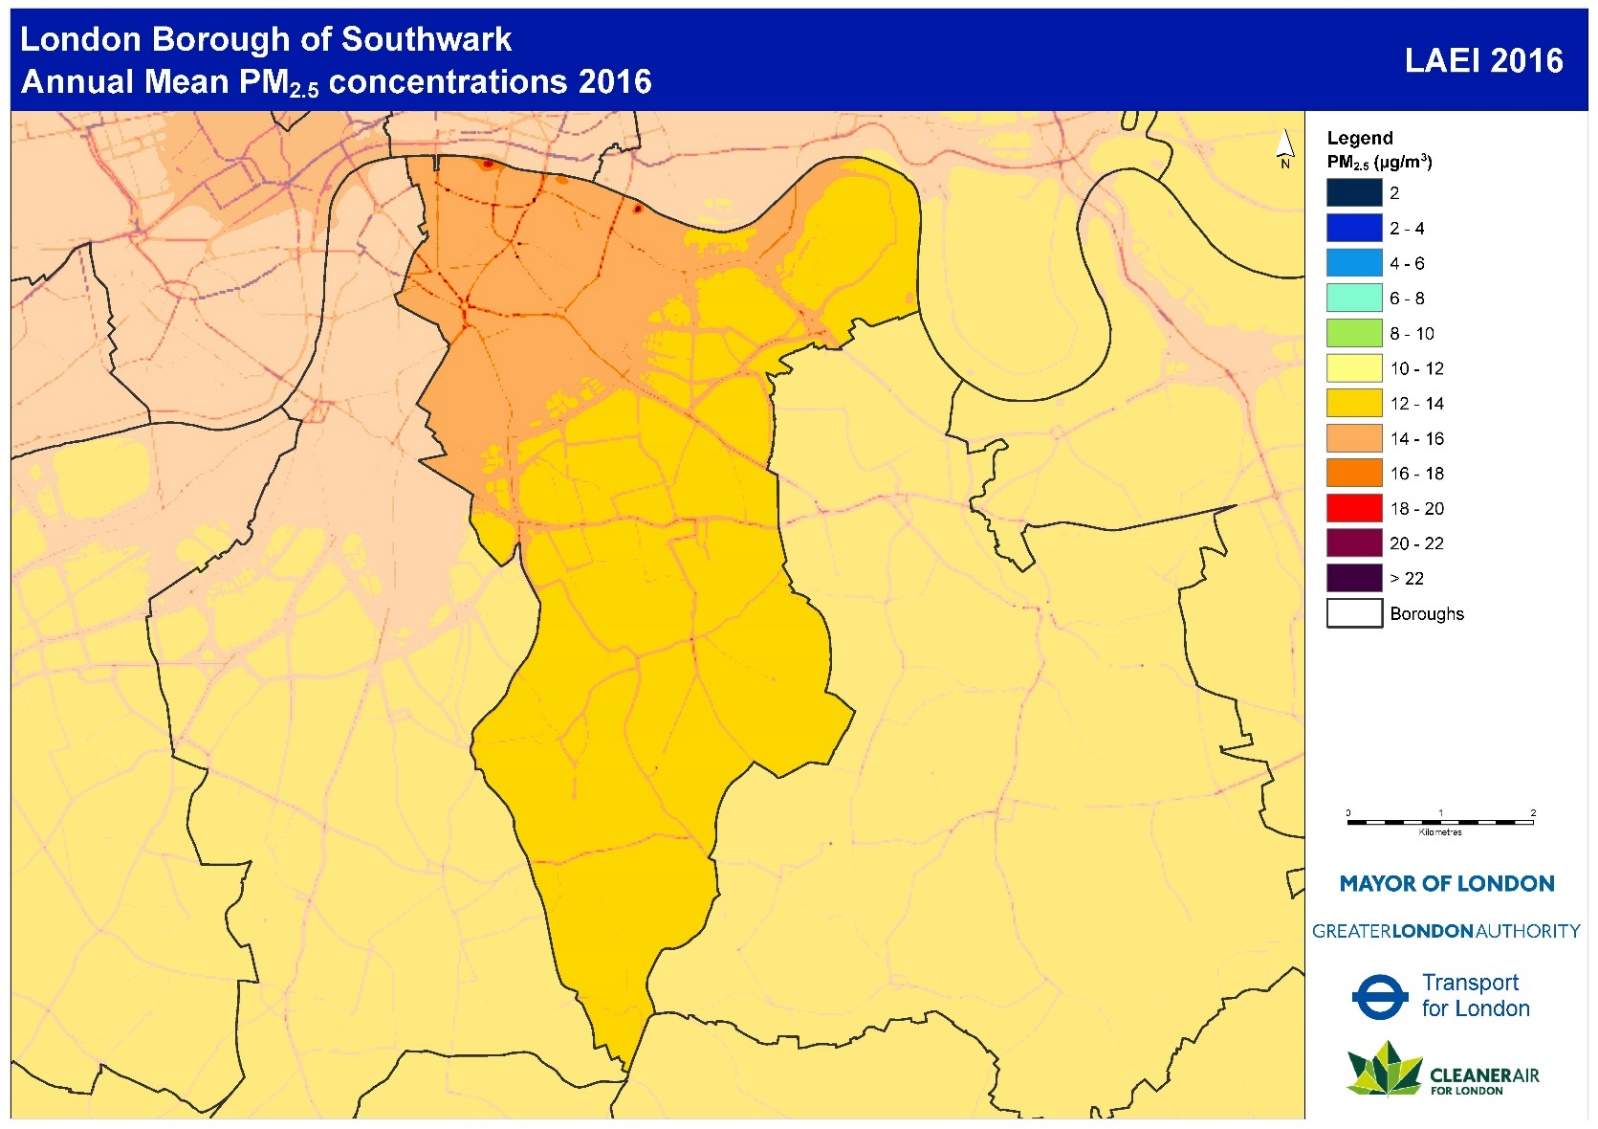 London Borough of Southwark
Annual Mean PM2.5 concentrations 2016
LAEI 2016
N
Legend
PM2.5 (µg/m³)
2
2 - 4
4 - 6
6 - 8
8 - 10
10 - 12
12 - 14
14 - 16
16 - 18
18 - 20
20 - 22
> 22
Boroughs
0 1 2
Kilometres
MAYOR OF LONDON
GREATERLONDONAUTHORITY
Transport
for London
CLEANERAIR
FOR LONDON